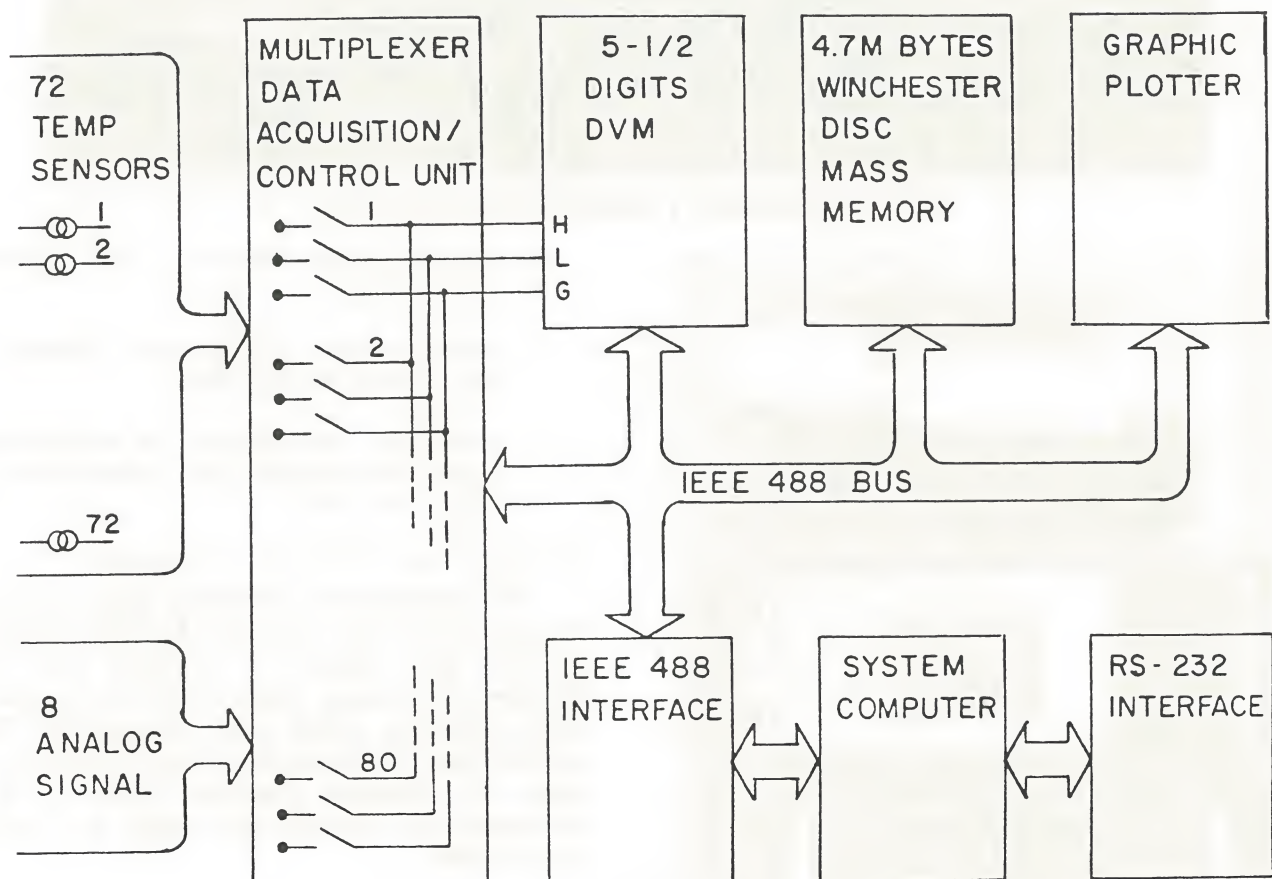 72
TEMP
SENSORS
1
2
72
8
ANALOG
SIGNAL
MULTIPLEXER
DATA
ACQUISITION/
CONTROL UNIT
1
2
80
5-1/2
DIGITS
DVM
H
L
G
4.7M BYTES
WINCHESTER
DISC
MASS
MEMORY
GRAPHIC
PLOTTER
IEEE 488 BUS
IEEE 488
INTERFACE
SYSTEM
COMPUTER
RS-232
INTERFACE